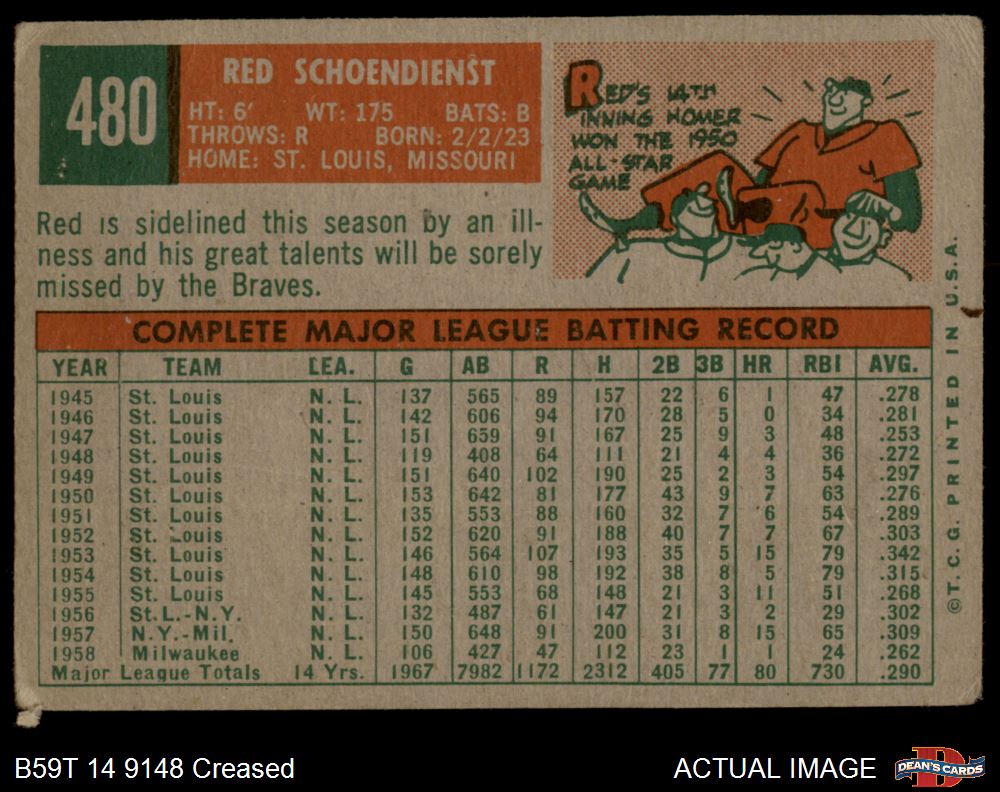 480
RED SCHOENDIENST
HT: 6' WT: 175 BATS: B
THROWS: R BORN: 2/2/23
HOME: ST. LOUIS, MISSOURI
RED'S 14TH
INNING HOMER
WON THE 1950
ALL-STAR
GAME
Red is sidelined this season by an ill-
ness and his great talents will be sorely
missed by the Braves.
COMPLETE MAJOR LEAGUE BATTING RECORD
YEAR TEAM LEA. G AB R H 2B 3B HR RBI AVG.
1945 St. Louis N. L. 137 565 89 157 22 6 1 47 .278
1946 St. Louis N. L. 142 606 94 170 28 5 0 34 .281
1947 St. Louis N. L. 151 659 91 167 25 9 3 48 .253
1948 St. Louis N. L. 119 408 64 111 21 4 4 36 .272
1949 St. Louis N. L. 151 640 102 190 25 2 3 54 .297
1950 St. Louis N. L. 153 642 81 177 43 9 7 63 .276
1951 St. Louis N. L. 135 553 88 160 32 7 6 54 .289
1952 St. Louis N. L. 152 620 91 188 40 7 7 67 .303
1953 St. Louis N. L. 146 564 107 193 35 5 15 79 .342
1954 St. Louis N. L. 148 610 98 192 38 8 5 79 .315
1955 St. Louis N. L. 145 553 68 148 21 3 11 51 .268
1956 St.L.-N.Y. N. L. 132 487 61 147 21 3 2 29 .302
1957 N.Y.-Mil. N. L. 150 648 91 200 31 8 15 65 .309
1958 Milwaukee N. L. 106 427 47 112 23 1 1 24 .262
Major League Totals 14 Yrs. 1967 7982 1172 2312 405 77 80 730 .290
©T.C.G. PRINTED IN U.S.A.
B59T 14 9148 Creased
ACTUAL IMAGE
DEAN'S CARDS